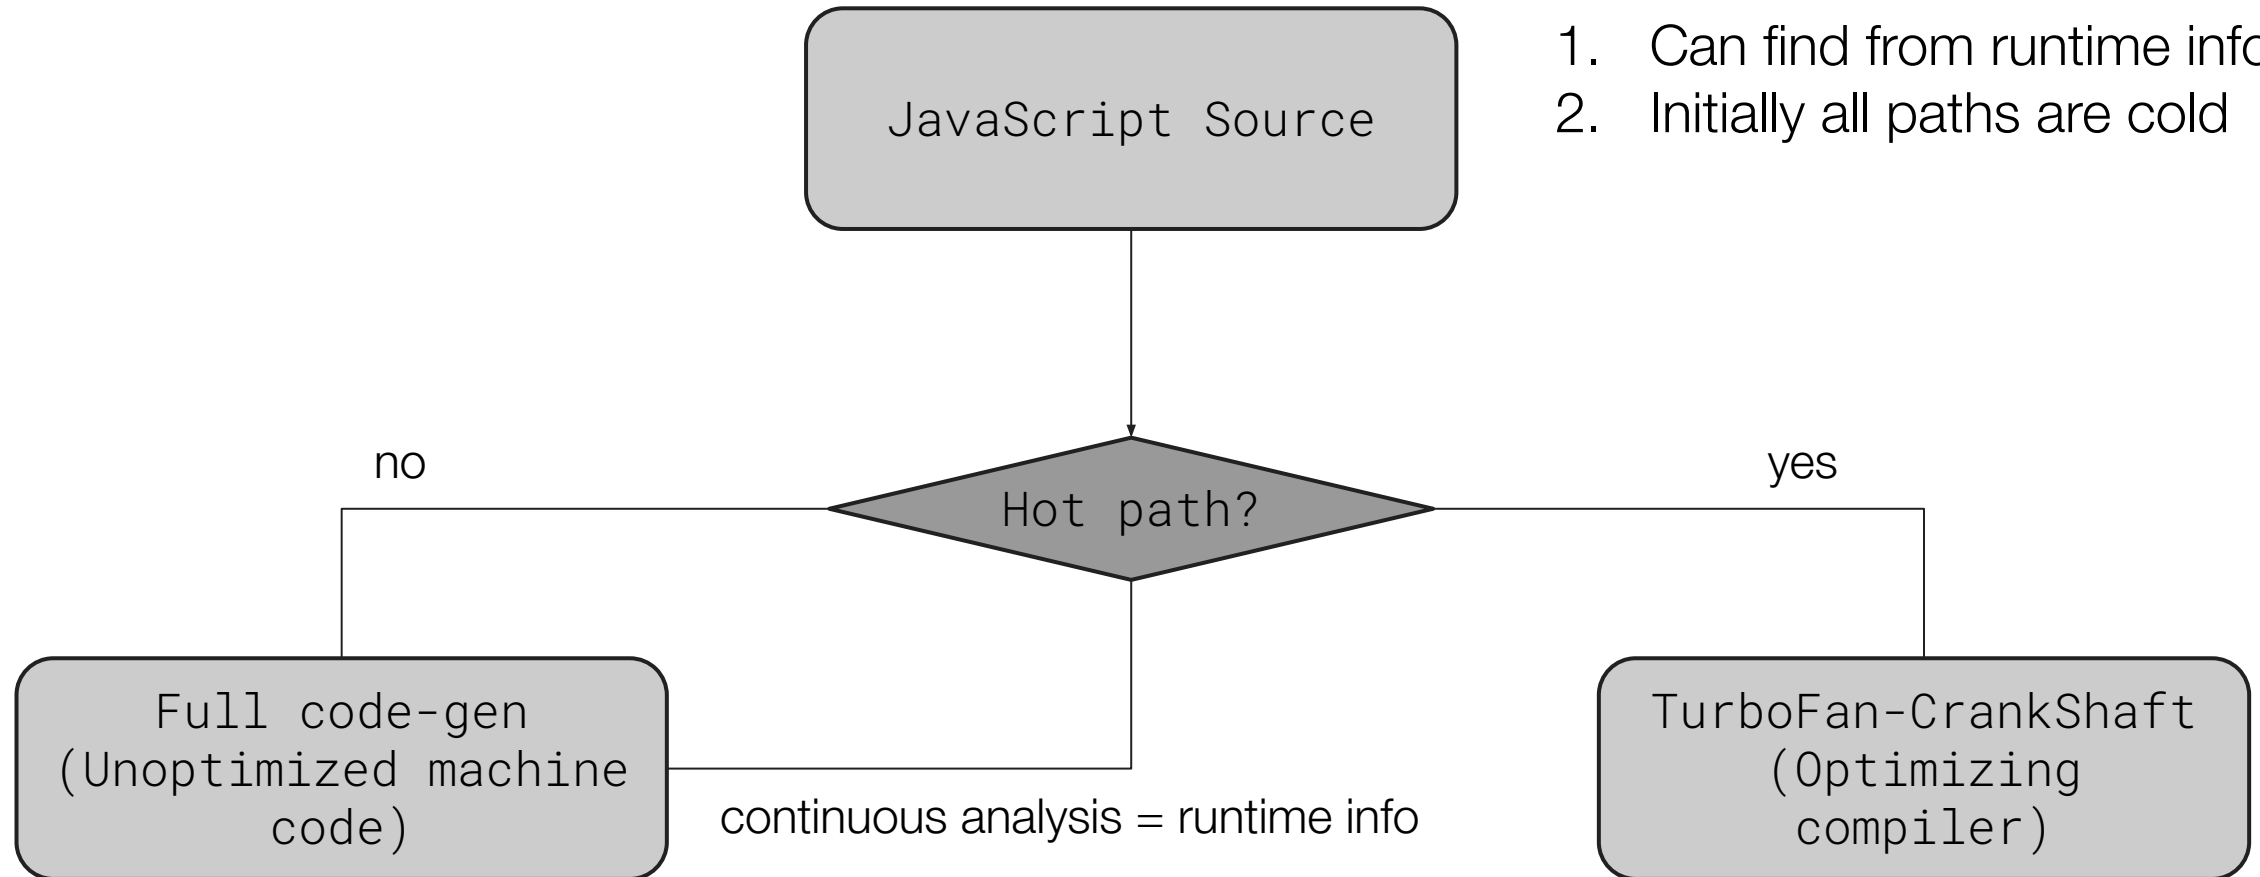 JavaScript Source
1. Can find from runtime info
2. Initially all paths are cold
no
Hot path?
yes
Full code-gen
(Unoptimized machine
code)
continuous analysis = runtime info
TurboFan-CrankShaft
(Optimizing
compiler)